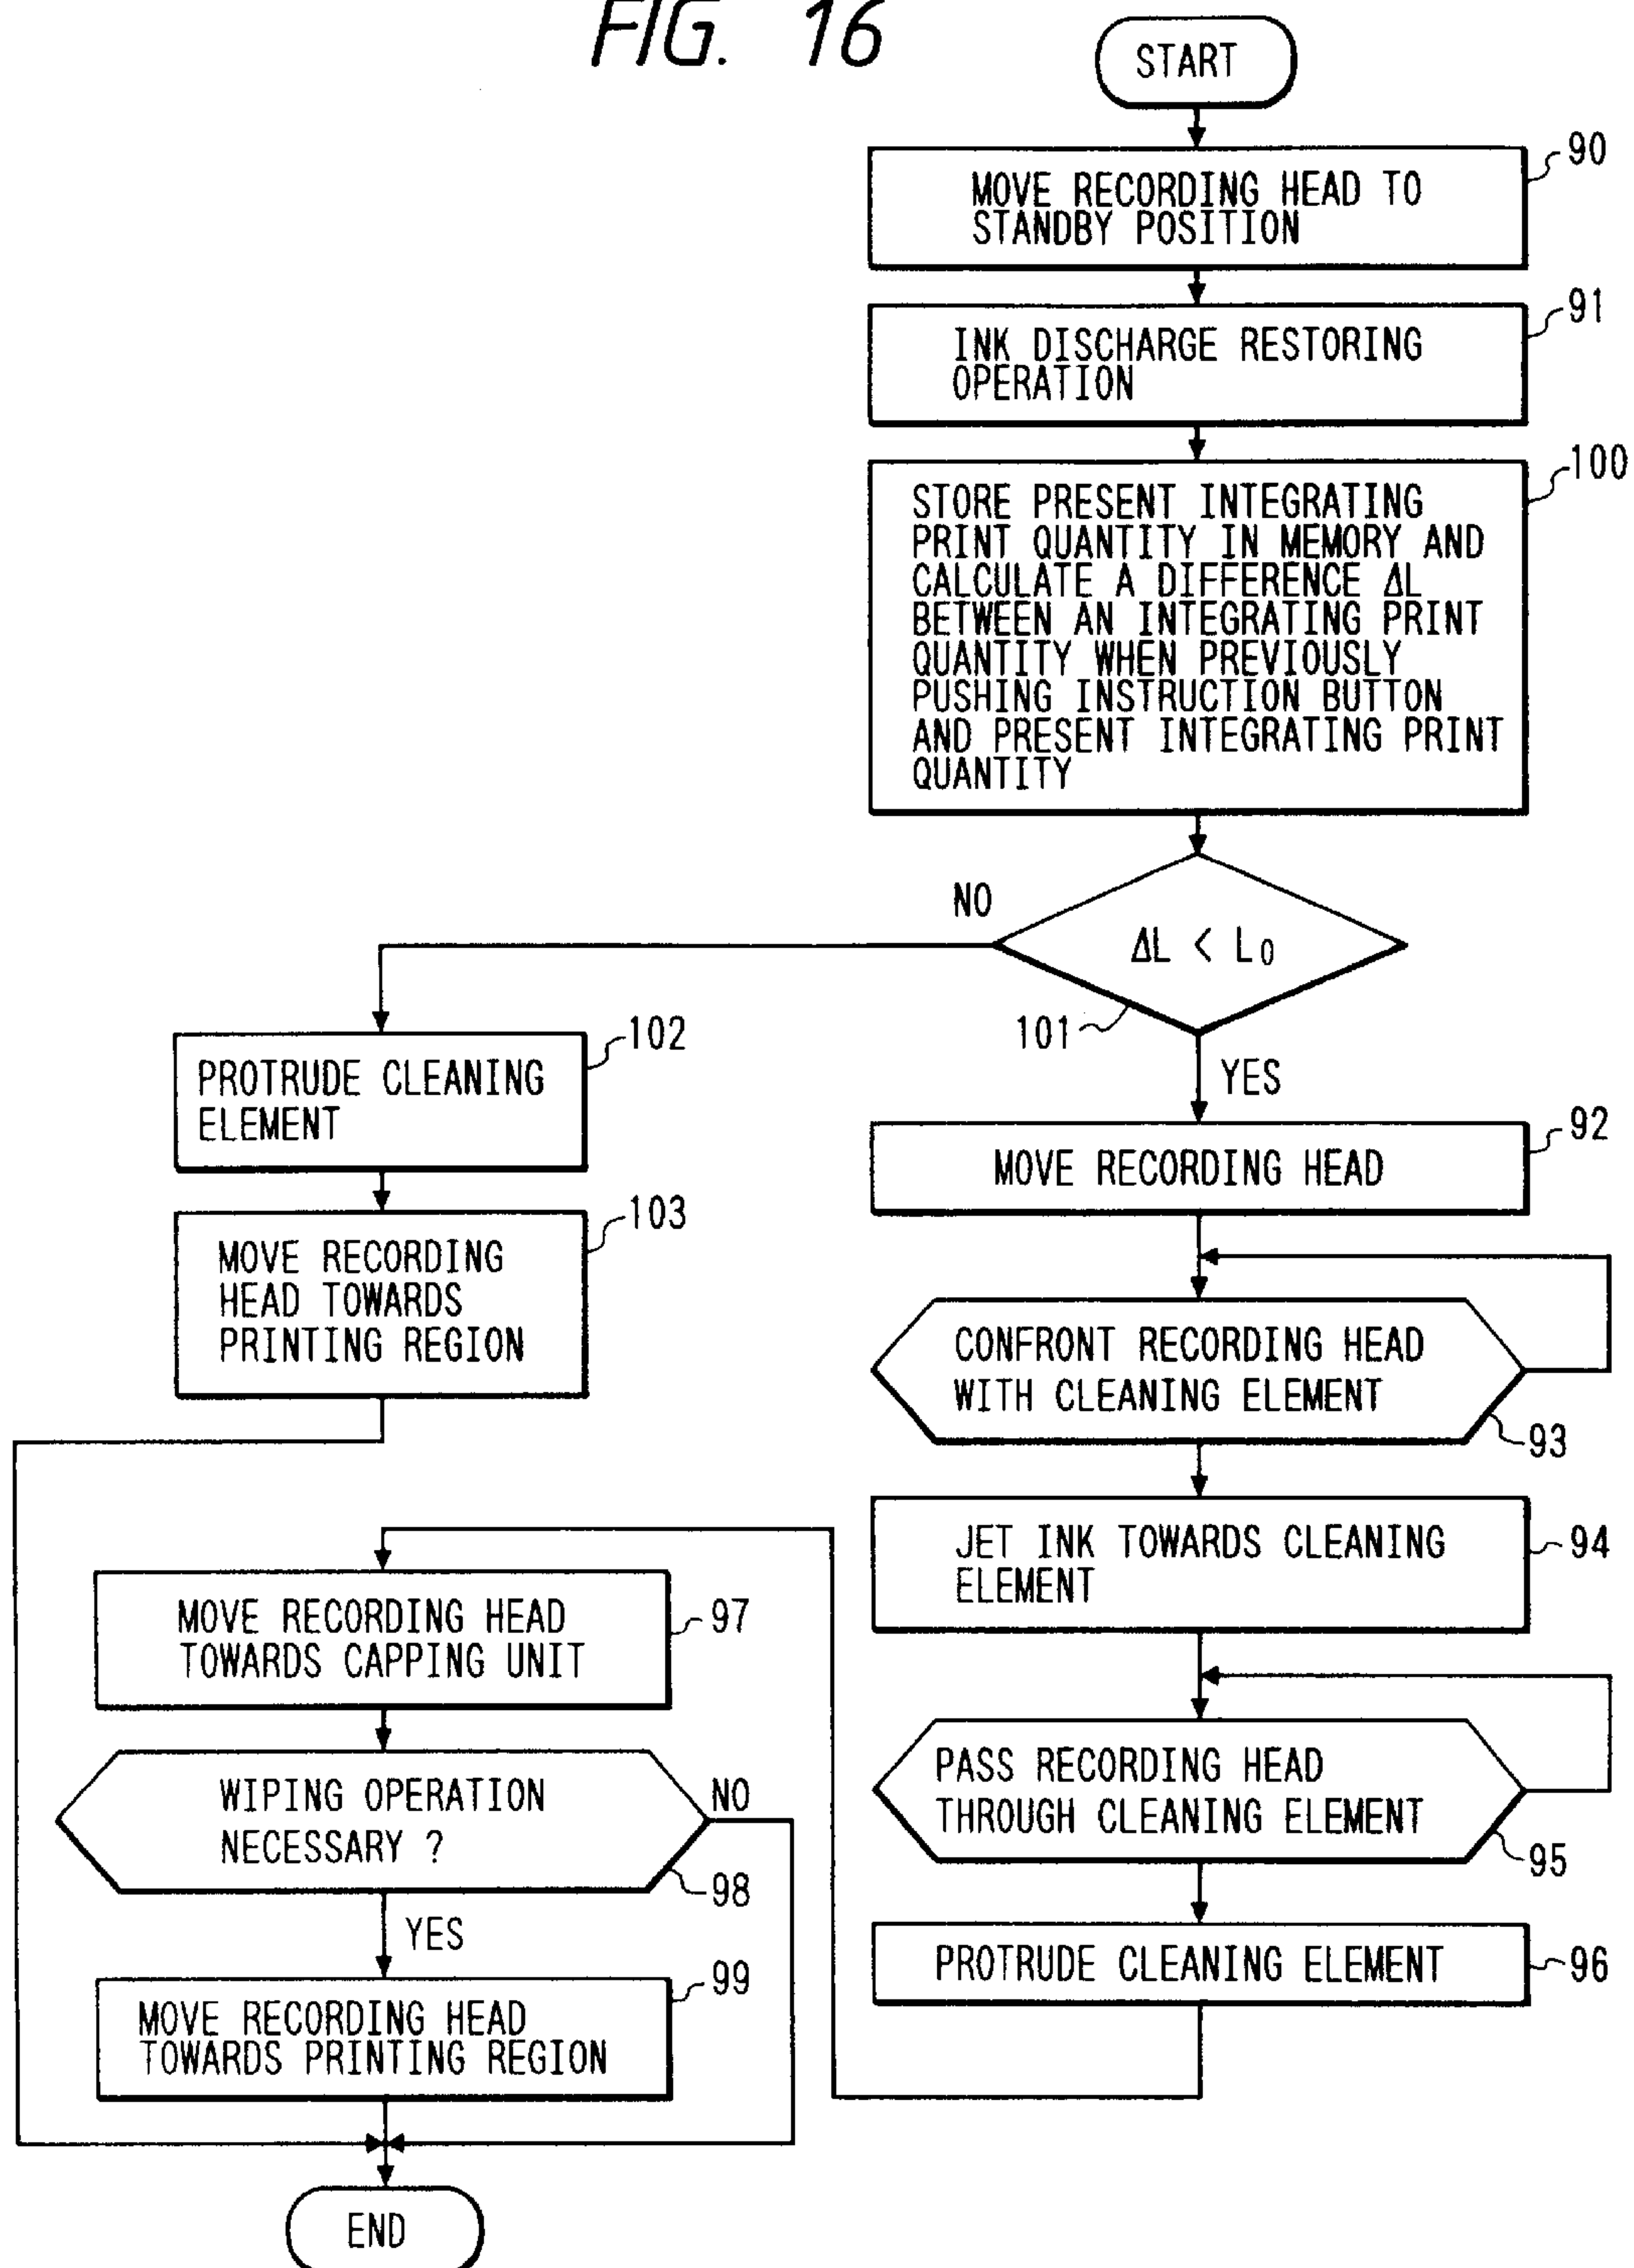 FIG. 16
START
90
MOVE RECORDING HEAD TO
STANDBY POSITION
91
INK DISCHARGE RESTORING
OPERATION
100
STORE PRESENT INTEGRATING
PRINT QUANTITY IN MEMORY AND
CALCULATE A DIFFERENCE ΔL
BETWEEN AN INTEGRATING PRINT
QUANTITY WHEN PREVIOUSLY
PUSHING INSTRUCTION BUTTON
AND PRESENT INTEGRATING PRINT
QUANTITY
NO
ΔL < L0
101
YES
102
PROTRUDE CLEANING
ELEMENT
103
MOVE RECORDING
HEAD TOWARDS
PRINTING REGION
92
MOVE RECORDING HEAD
CONFRONT RECORDING HEAD
WITH CLEANING ELEMENT
93
JET INK TOWARDS CLEANING
ELEMENT
94
PASS RECORDING HEAD
THROUGH CLEANING ELEMENT
95
PROTRUDE CLEANING ELEMENT
96
MOVE RECORDING HEAD
TOWARDS CAPPING UNIT
97
WIPING OPERATION
NECESSARY ?
NO
98
YES
99
MOVE RECORDING HEAD
TOWARDS PRINTING REGION
END